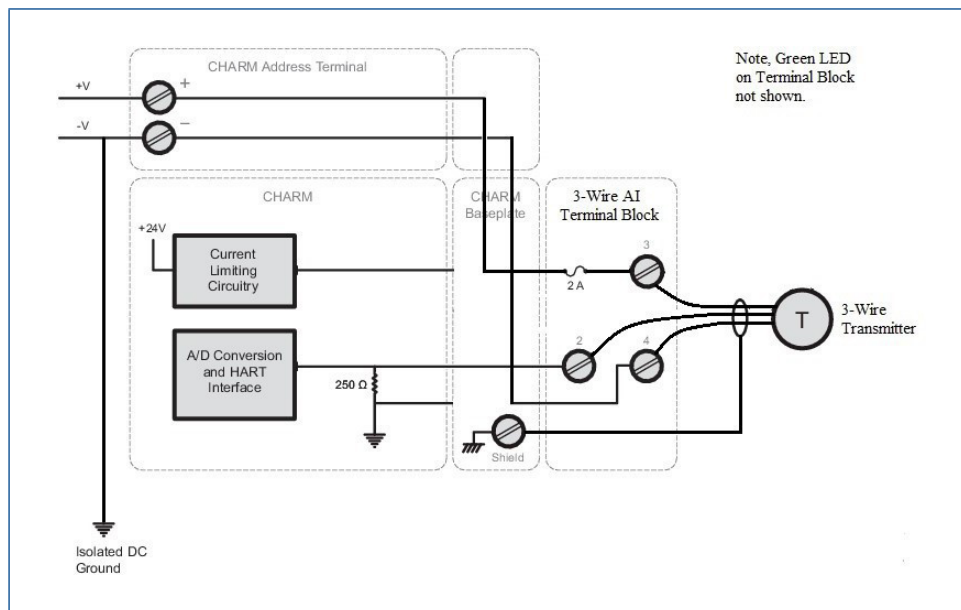 CHARM Address Terminal
Note, Green LED
on Terminal Block
not shown.
+V
+
-V
−
CHARM
CHARM
Baseplate
3-Wire AI
Terminal Block
+24V
Current
Limiting
Circuitry
3
2 A
T
3-Wire
Transmitter
A/D Conversion
and HART
Interface
250 Ω
2
4
Shield
Isolated DC
Ground